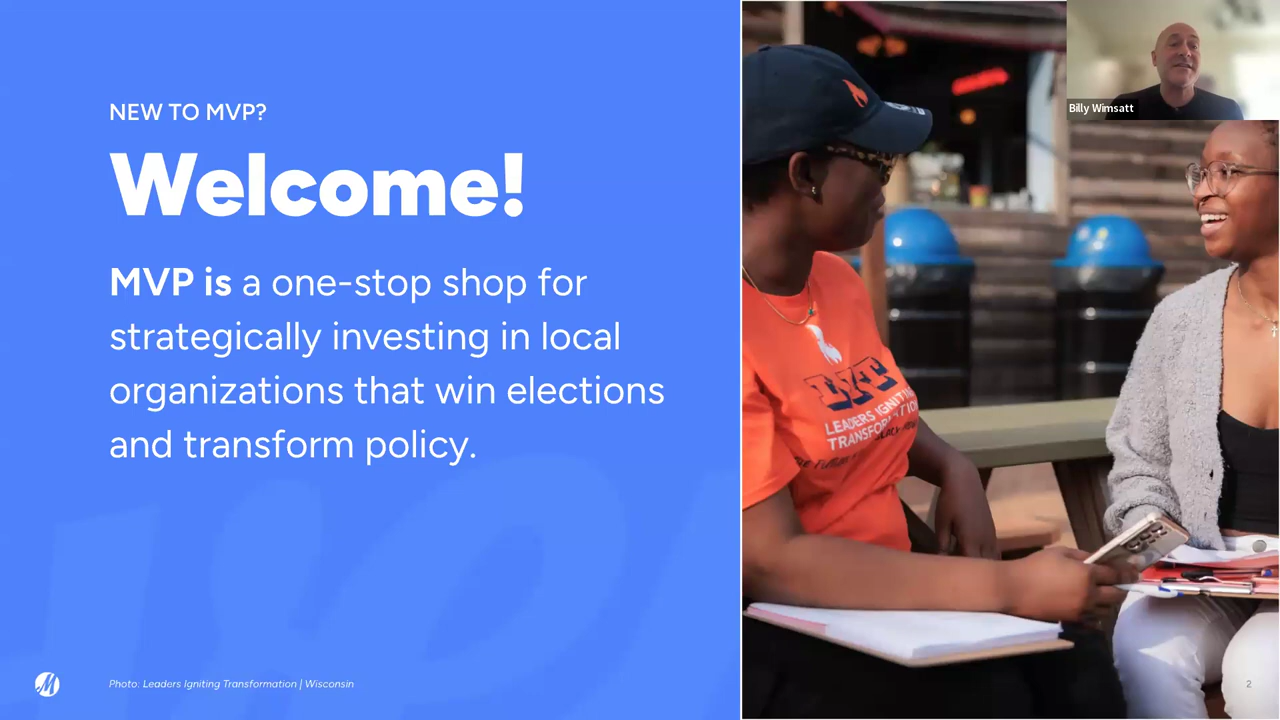 NEW TO MVP?
Welcome!
MVP is a one-stop shop for
strategically investing in local
organizations that win elections
and transform policy.
Photo: Leaders Igniting Transformation | Wisconsin
Billy Wimsatt
LIT
LEADERS IGNITING
TRANSFORMATION
2